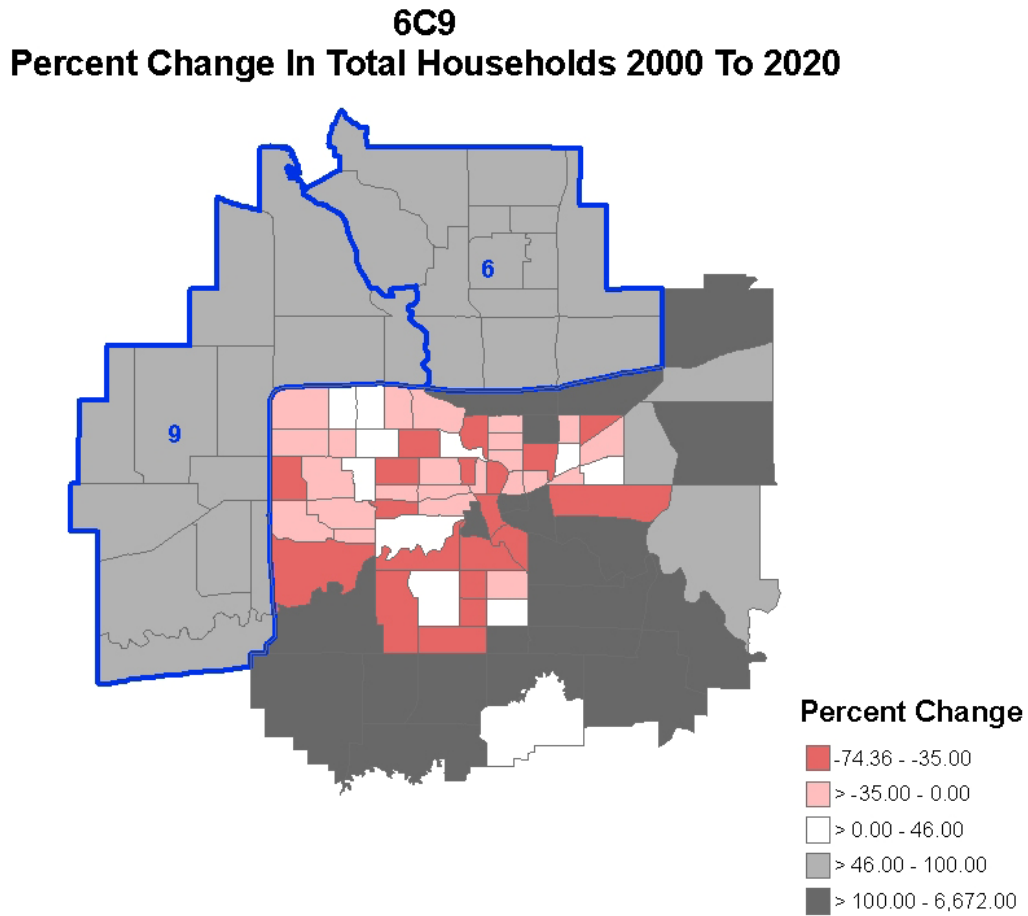 6C9
Percent Change In Total Households 2000 To 2020
6
9
Percent Change
-74.36 - -35.00
> -35.00 - 0.00
> 0.00 - 46.00
> 46.00 - 100.00
> 100.00 - 6,672.00